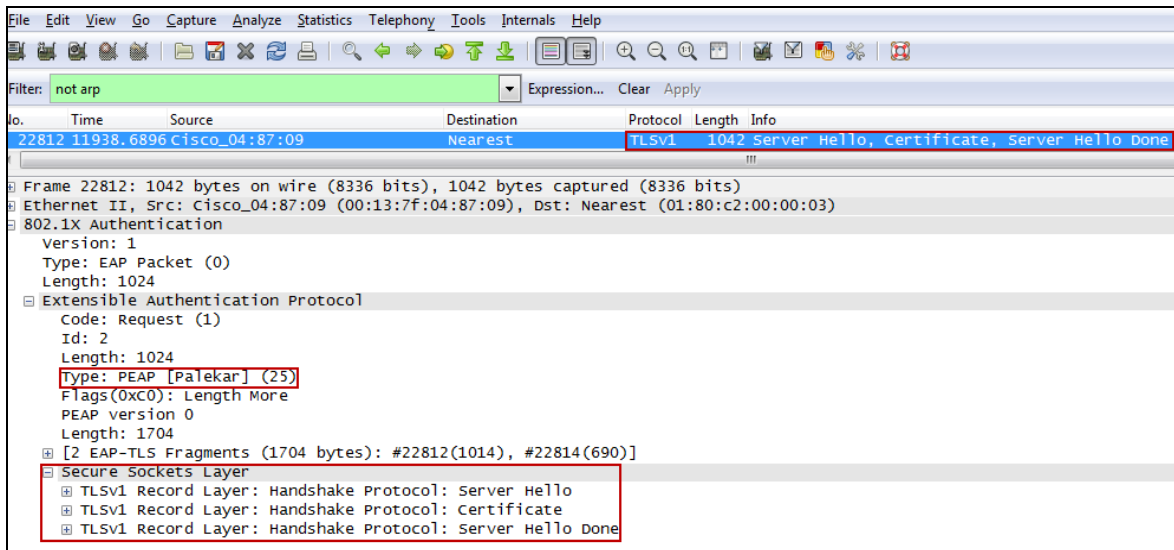 File Edit View Go Capture Analyze Statistics Telephony Tools Internals Help
Filter: not arp Expression... Clear Apply
No. Time Source Destination Protocol Length Info
22812 11938.6896 Cisco_04:87:09 Nearest TLSv1 1042 Server Hello, Certificate, Server Hello Done
Frame 22812: 1042 bytes on wire (8336 bits), 1042 bytes captured (8336 bits)
Ethernet II, Src: Cisco_04:87:09 (00:13:7f:04:87:09), Dst: Nearest (01:80:c2:00:00:03)
802.1X Authentication
Version: 1
Type: EAP Packet (0)
Length: 1024
Extensible Authentication Protocol
Code: Request (1)
Id: 2
Length: 1024
Type: PEAP [Palekar] (25)
Flags(0xC0): Length More
PEAP version 0
Length: 1704
[2 EAP-TLS Fragments (1704 bytes): #22812(1014), #22814(690)]
Secure Sockets Layer
TLSv1 Record Layer: Handshake Protocol: Server Hello
TLSv1 Record Layer: Handshake Protocol: Certificate
TLSv1 Record Layer: Handshake Protocol: Server Hello Done